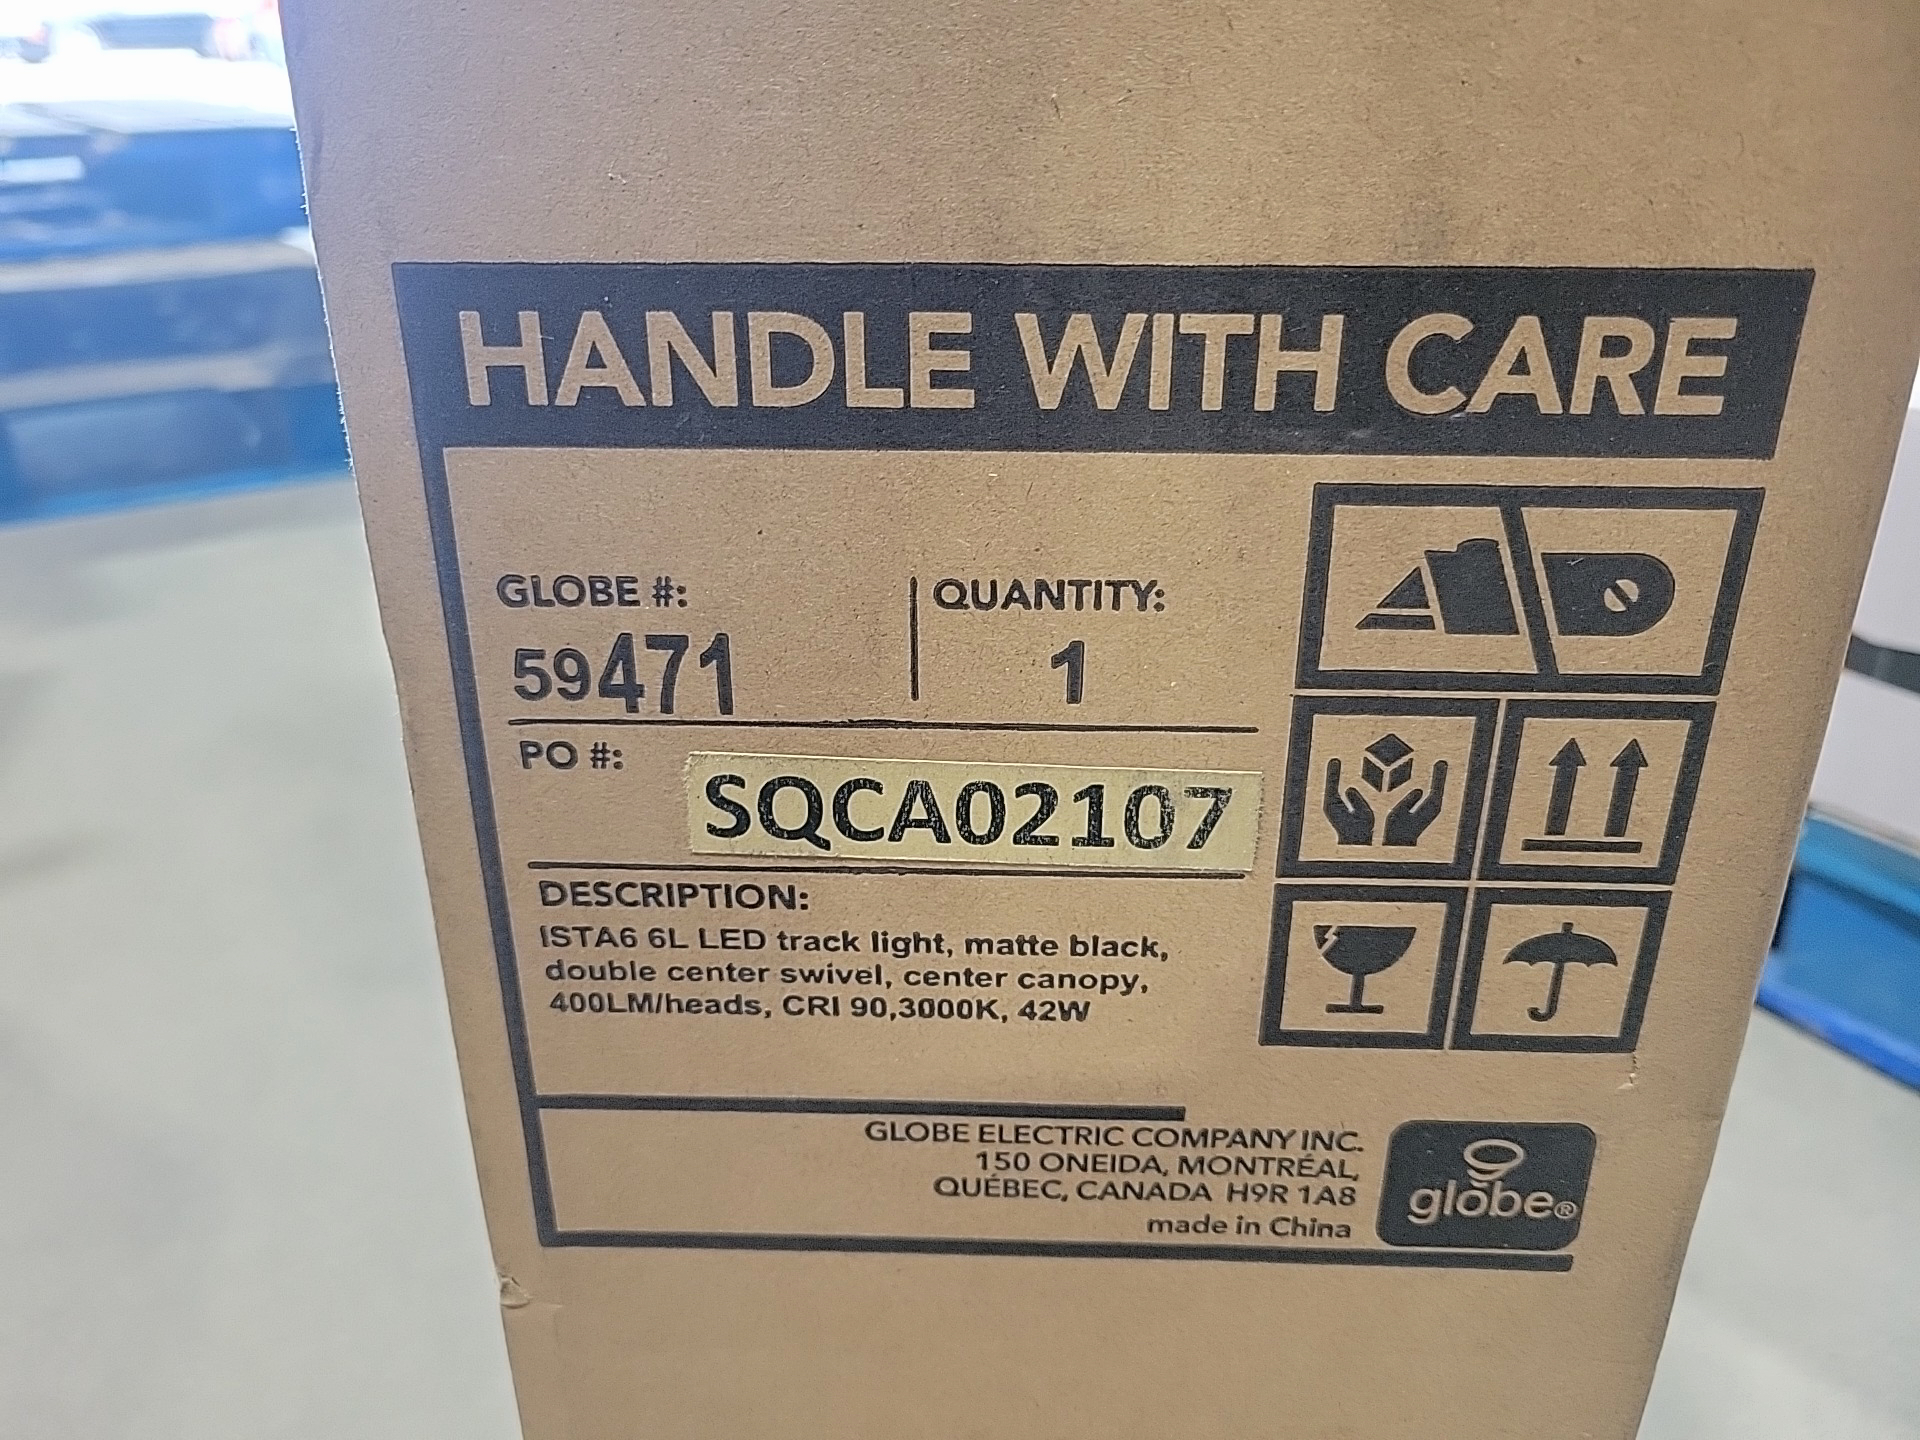 HANDLE WITH CARE
GLOBE #:
59471
QUANTITY:
1
PO #:
SQCA02107
DESCRIPTION:
ISTA6 6L LED track light, matte black,
double center swivel, center canopy,
400LM/heads, CRI 90,3000K, 42W
GLOBE ELECTRIC COMPANY INC.
150 ONEIDA, MONTRÉAL,
QUÉBEC, CANADA H9R 1A8
made in China
globe®